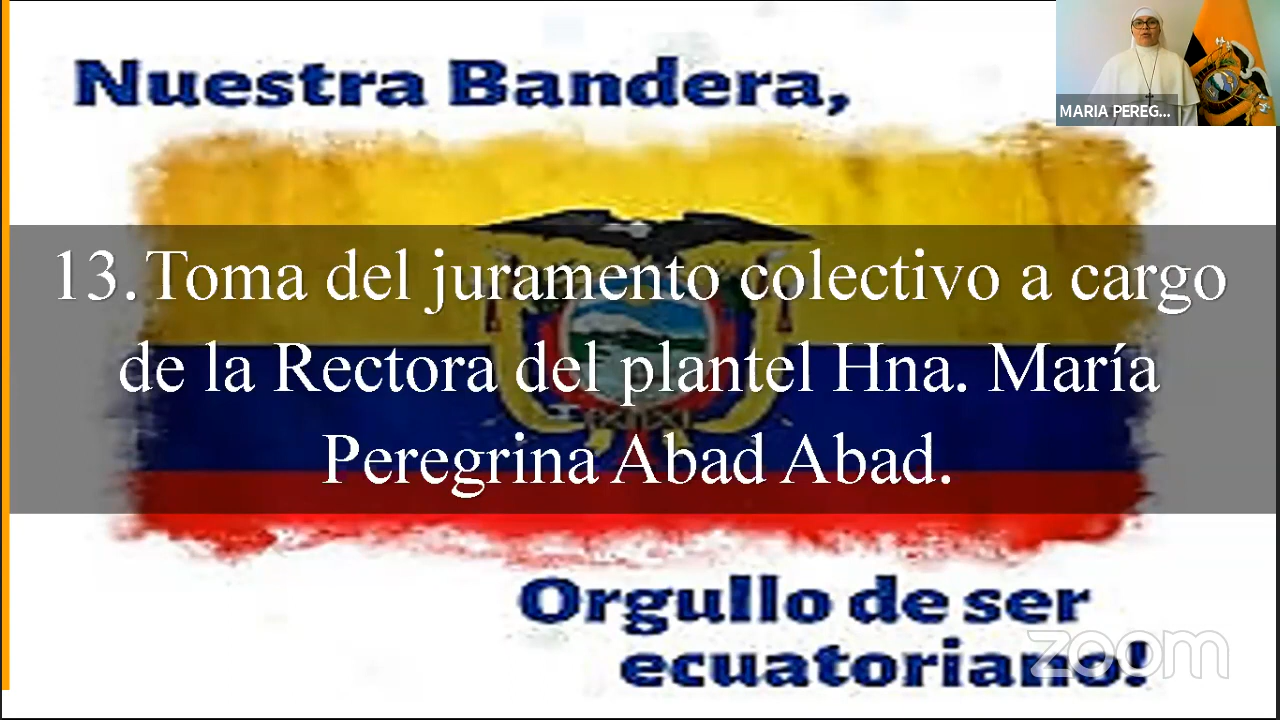 Nuestra Bandera,
MARIA PEREG...
13.Toma del juramento colectivo a cargo
de la Rectora del plantel Hna. María
Peregrina Abad Abad.
Orgullo de ser
ecuatoriano!
zoom